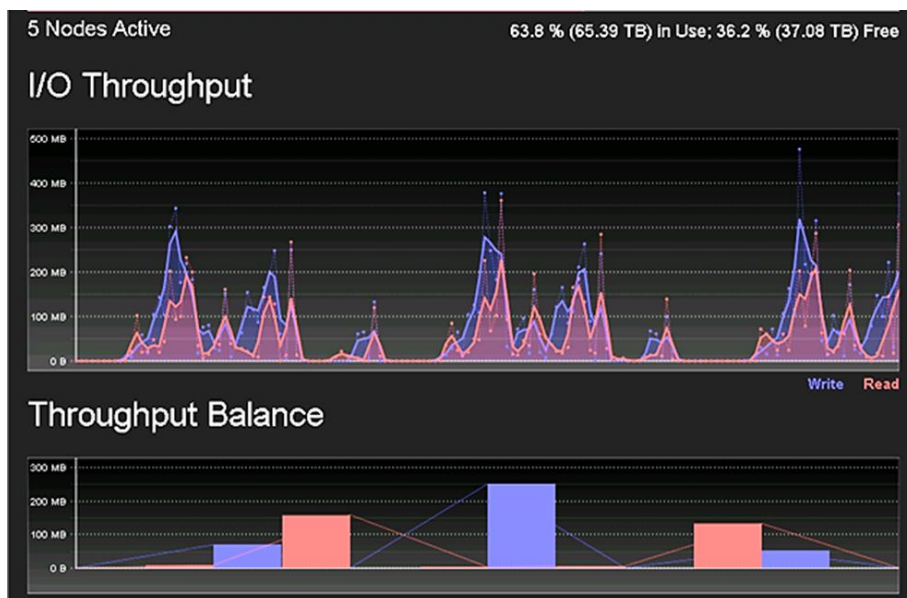 5 Nodes Active
63.8 % (65.39 TB) In Use; 36.2 % (37.08 TB) Free
I/O Throughput
500 MB
400 MB
300 MB
200 MB
100 MB
0 B
Write Read
Throughput Balance
300 MB
200 MB
100 MB
0 B